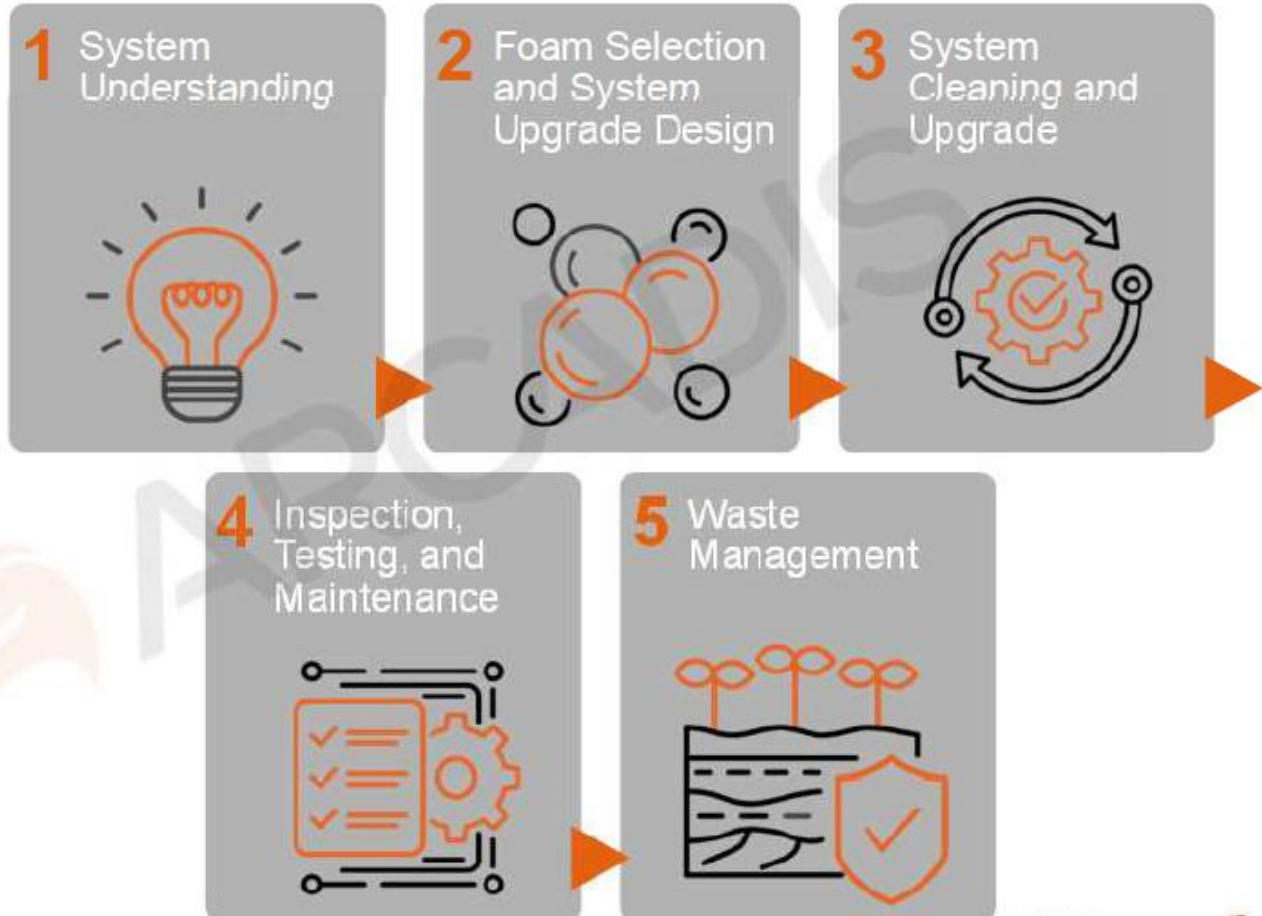 1 System
Understanding
2 Foam Selection
and System
Upgrade Design
3 System
Cleaning and
Upgrade
4 Inspection,
Testing, and
Maintenance
5 Waste
Management
ARCADIS